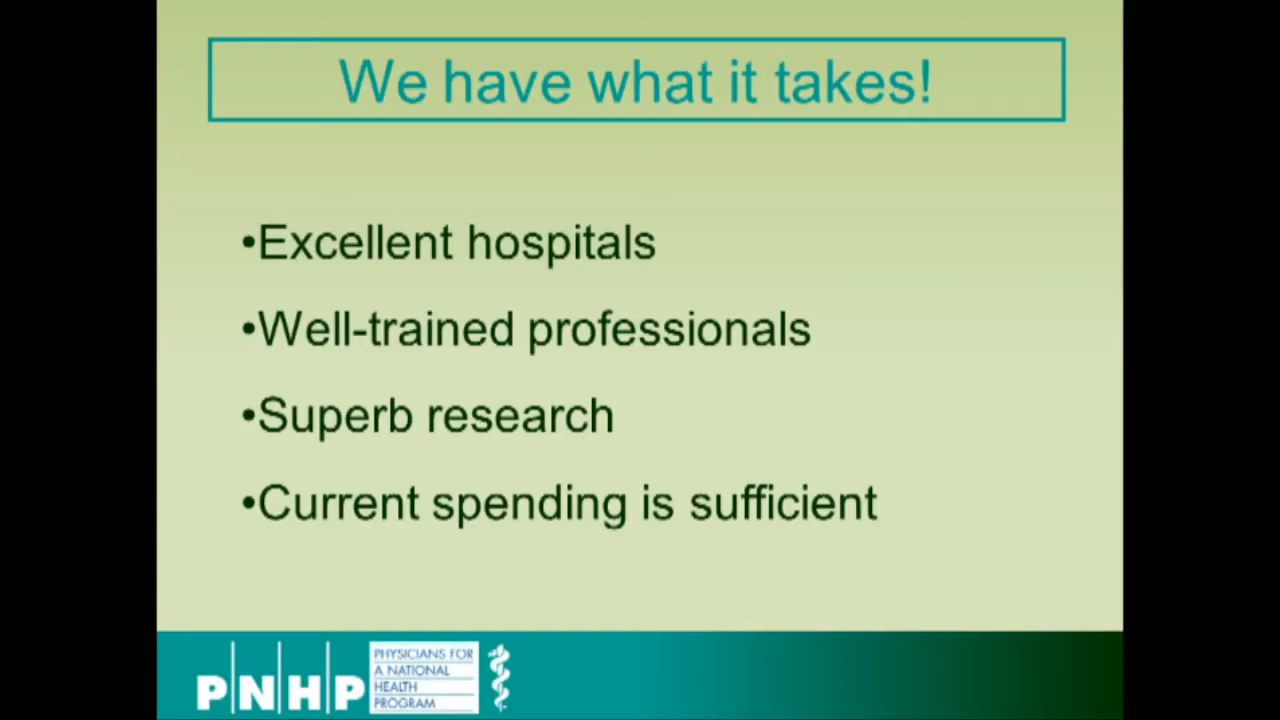 We have what it takes!
•Excellent hospitals
•Well-trained professionals
•Superb research
•Current spending is sufficient
PNHP
PHYSICIANS FOR
A NATIONAL
HEALTH
PROGRAM